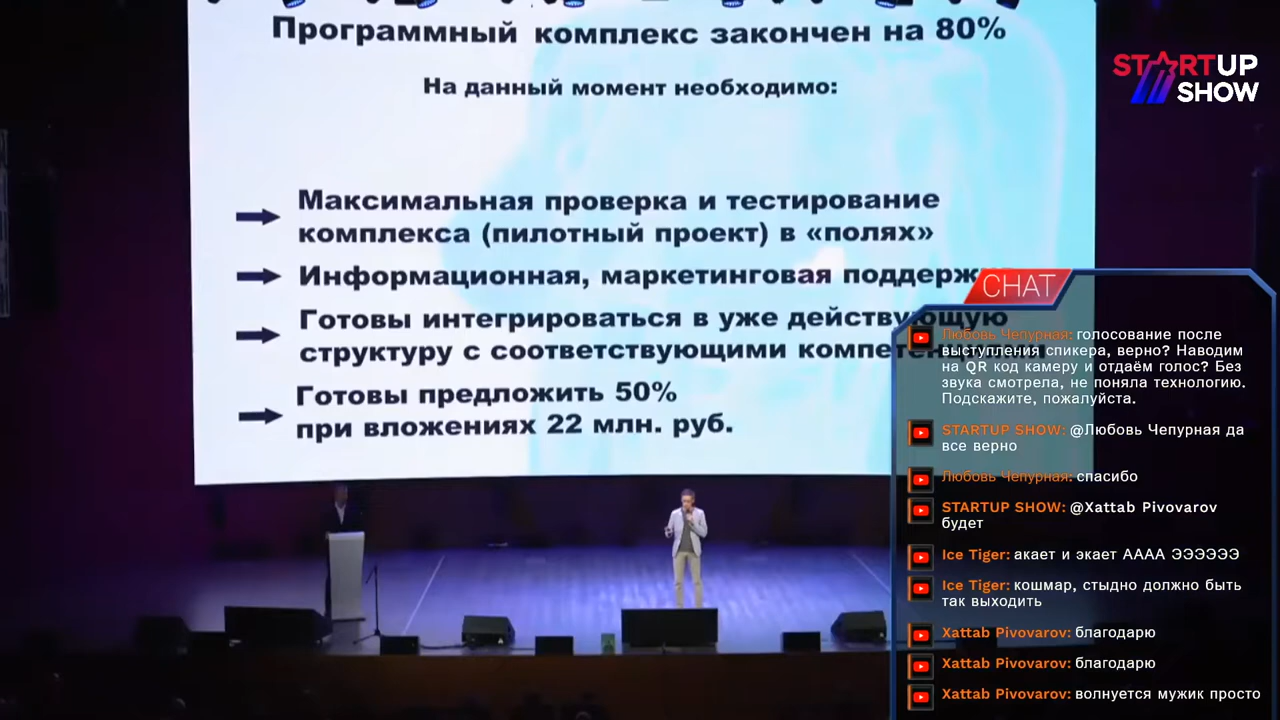 Программный комплекс закончен на 80%
На данный момент необходимо:
Максимальная проверка и тестирование
комплекса (пилотный проект) в «полях»
Информационная, маркетинговая
Готовы интегрироваться в уже действующую
структуру с соответствующими
Готовы предложить 50%
при вложениях 22 млн. руб.
STARTUP
SHOW
CHAT
Любовь Чепурная: голосование после
выступления спикера, верно? Наводим
на QR код камеру и отдаём голос? Без
звука смотрела, не поняла технологию.
Подскажите, пожалуйста.
STARTUP SHOW: @Любовь Чепурная да
все верно
Любовь Чепурная: спасибо
STARTUP SHOW: @Xattab Pivovarov
будет
Ice Tiger: акает и экает АААА ЭЭЭЭЭЭ
Ice Tiger: кошмар, стыдно должно быть
так выходить
Xattab Pivovarov: благодарю
Xattab Pivovarov: благодарю
Xattab Pivovarov: волнуется мужик просто